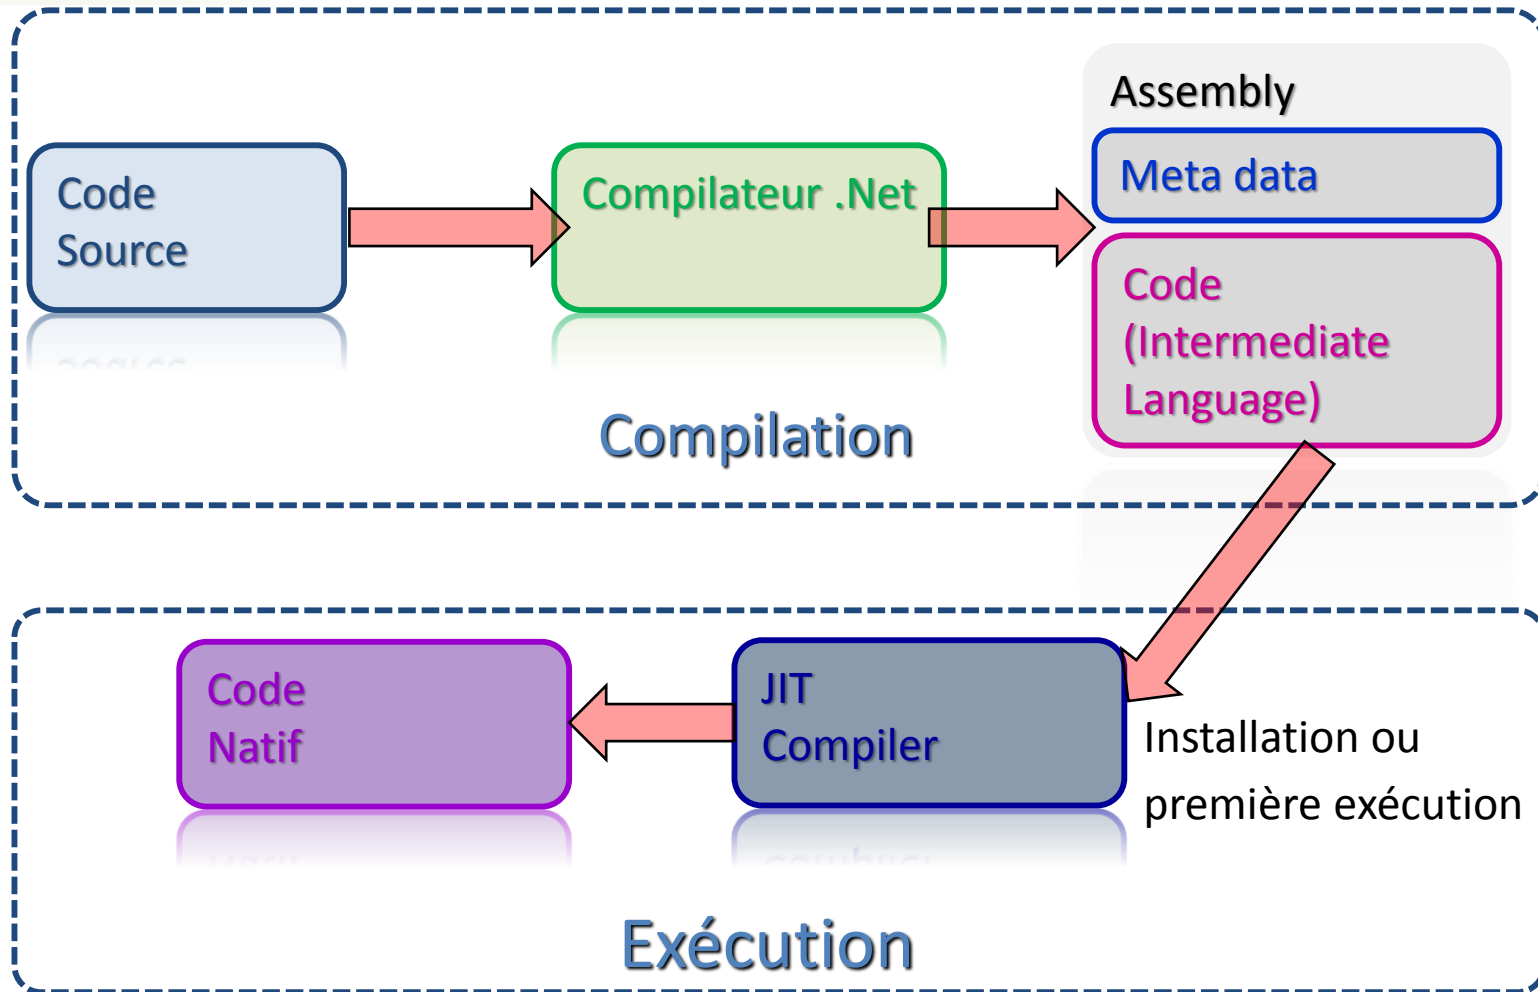 Assembly
Code
Source
Compilateur .Net
Meta data
Code
(Intermediate
Language)
Compilation
Code
Natif
JIT
Compiler
Installation ou
première exécution
Exécution